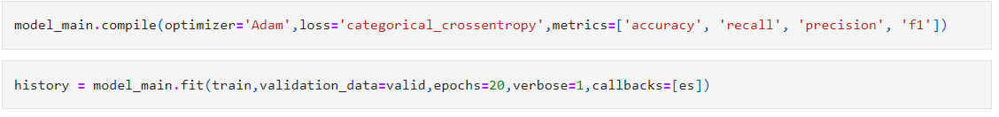 model_main.compile(optimizer='Adam',loss='categorical_crossentropy',metrics=['accuracy', 'recall', 'precision', 'f1'])
history = model_main.fit(train,validation_data=valid,epochs=20,verbose=1,callbacks=[es])